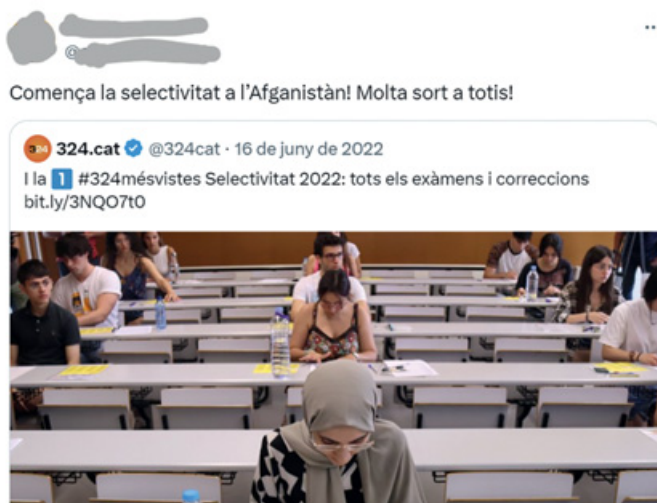 @
Comença la selectivitat a l'Afganistàn! Molta sort a totis!
324 324.cat @324cat · 16 de juny de 2022
I la 1 #324mésvistes Selectivitat 2022: tots els exàmens i correccions
bit.ly/3NQO7t0